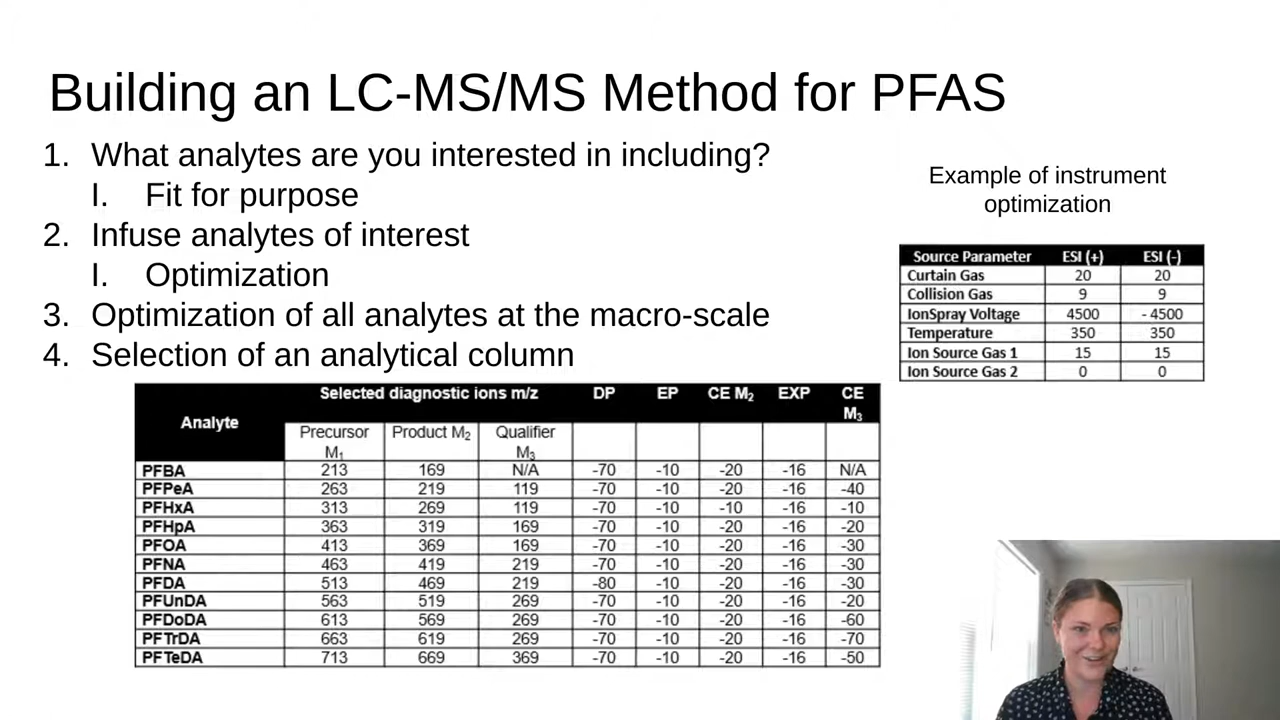 Building an LC-MS/MS Method for PFAS
1. What analytes are you interested in including?
I. Fit for purpose
2. Infuse analytes of interest
I. Optimization
3. Optimization of all analytes at the macro-scale
4. Selection of an analytical column
Example of instrument
optimization
Source Parameter ESI (+) ESI (-)
Curtain Gas 20 20
Collision Gas 9 9
IonSpray Voltage 4500 - 4500
Temperature 350 350
Ion Source Gas 1 15 15
Ion Source Gas 2 0 0
Analyte Selected diagnostic ions m/z DP EP CE M₂ EXP CE M₃
Precursor M₁ Product M₂ Qualifier M₃
PFBA 213 169 N/A -70 -10 -20 -16 N/A
PFPeA 263 219 119 -70 -10 -20 -16 -40
PFHxA 313 269 119 -70 -10 -10 -16 -10
PFHpA 363 319 169 -70 -10 -20 -16 -20
PFOA 413 369 169 -70 -10 -20 -16 -30
PFNA 463 419 219 -70 -10 -20 -16 -30
PFDA 513 469 219 -80 -10 -20 -16 -30
PFUnDA 563 519 269 -70 -10 -20 -16 -20
PFDoDA 613 569 269 -70 -10 -20 -16 -60
PFTrDA 663 619 269 -70 -10 -20 -16 -70
PFTeDA 713 669 369 -70 -10 -20 -16 -50